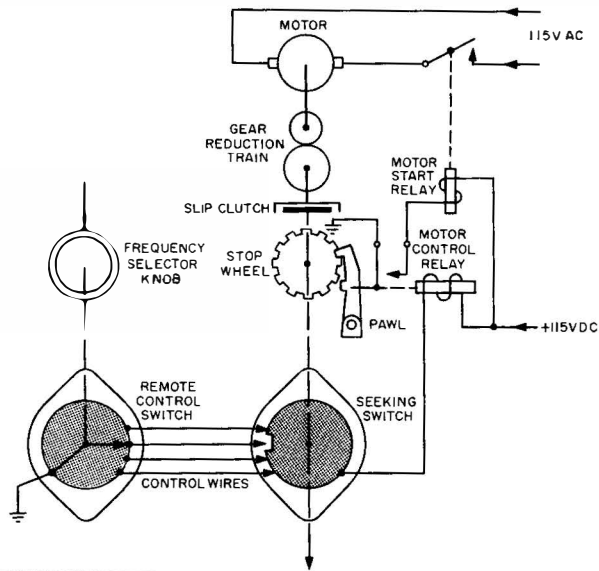 MOTOR
115V AC
GEAR
REDUCTION
TRAIN
MOTOR
START
RELAY
SLIP CLUTCH
MOTOR
CONTROL
RELAY
FREQUENCY
SELECTOR
KNOB
STOP
WHEEL
PAWL
+115VDC
REMOTE
CONTROL
SWITCH
SEEKING
SWITCH
CONTROL WIRES